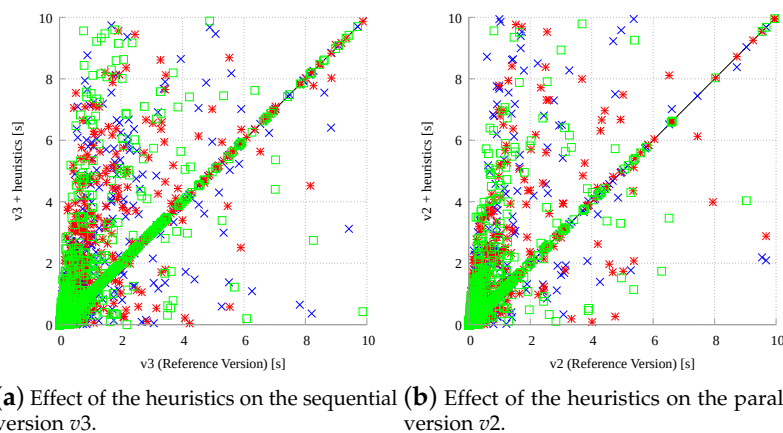 10
8
6
4
2
0
v3 + heuristics [s]
0 2 4 6 8 10
v3 (Reference Version) [s]
10
8
6
4
2
0
v2 + heuristics [s]
0 2 4 6 8 10
v2 (Reference Version) [s]
(a) Effect of the heuristics on the sequential
version v3.
(b) Effect of the heuristics on the paral
version v2.